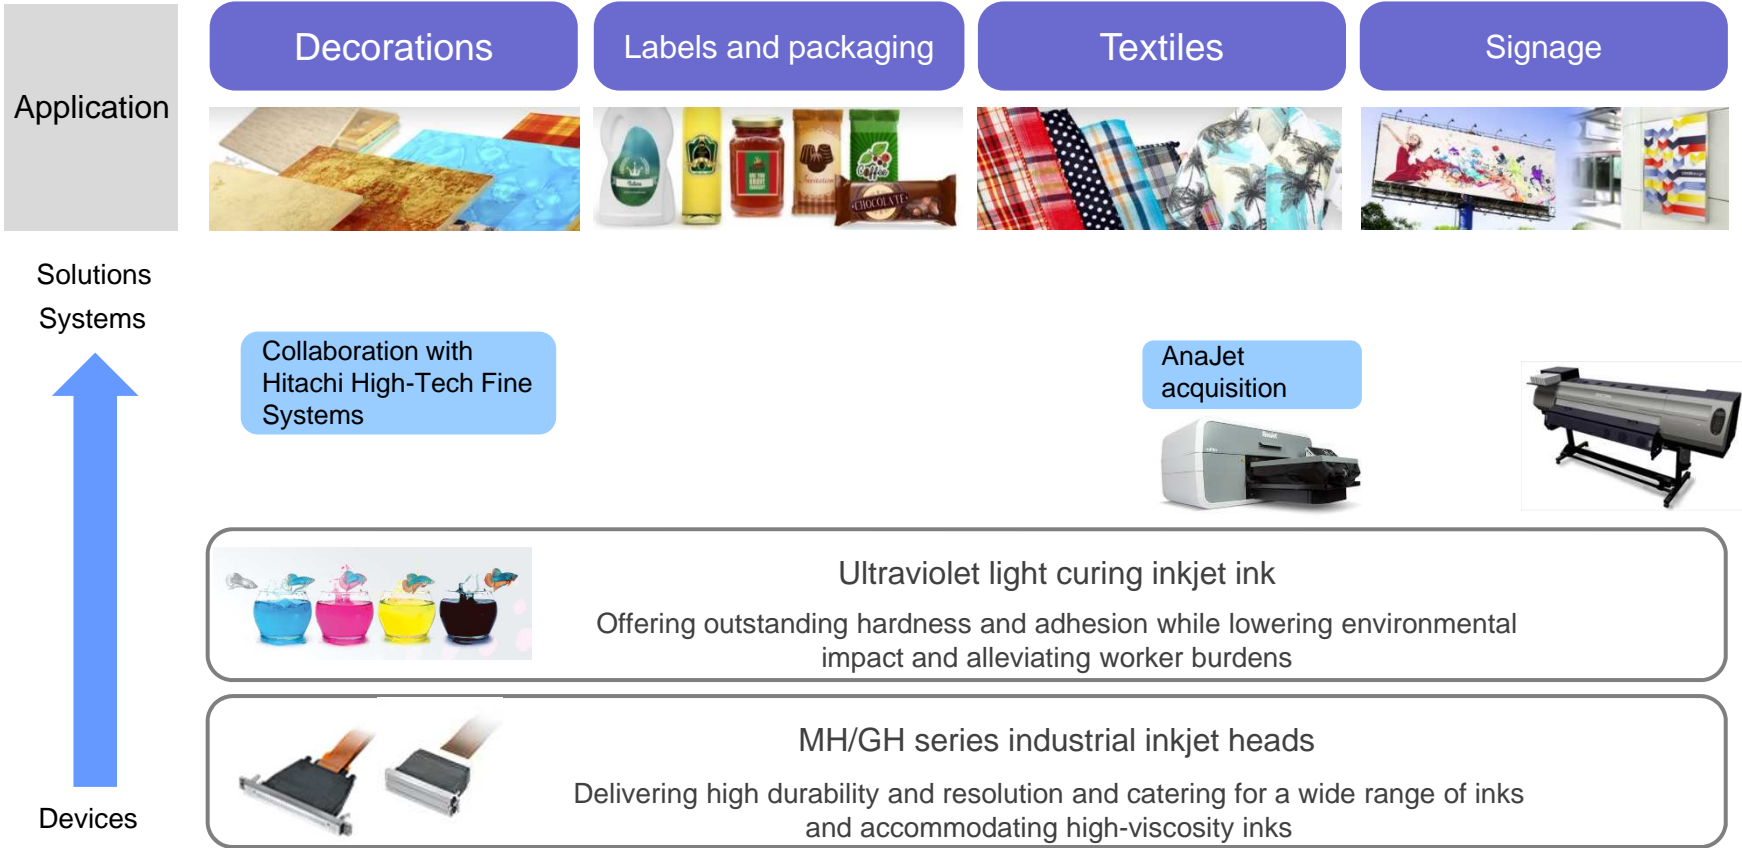 Application
Decorations
Labels and packaging
Textiles
Signage
CHOCOLATE
Coffee
Solutions
Systems
Collaboration with
Hitachi High-Tech Fine
Systems
AnaJet
acquisition
Ultraviolet light curing inkjet ink
Offering outstanding hardness and adhesion while lowering environmental
impact and alleviating worker burdens
MH/GH series industrial inkjet heads
Delivering high durability and resolution and catering for a wide range of inks
and accommodating high-viscosity inks
Devices